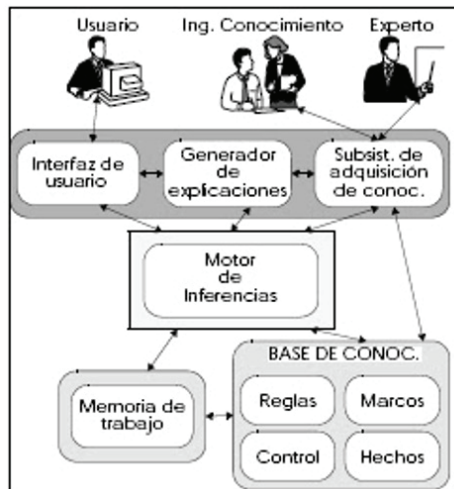 Usuario
Ing. Conocimiento
Experto
Interfaz de
usuario
Generador
de
explicaciones
Subsist. de
adquisición
de conoc.
Motor
de
Inferencias
BASE DE CONOC.
Memoria de
trabajo
Reglas
Marcos
Control
Hechos